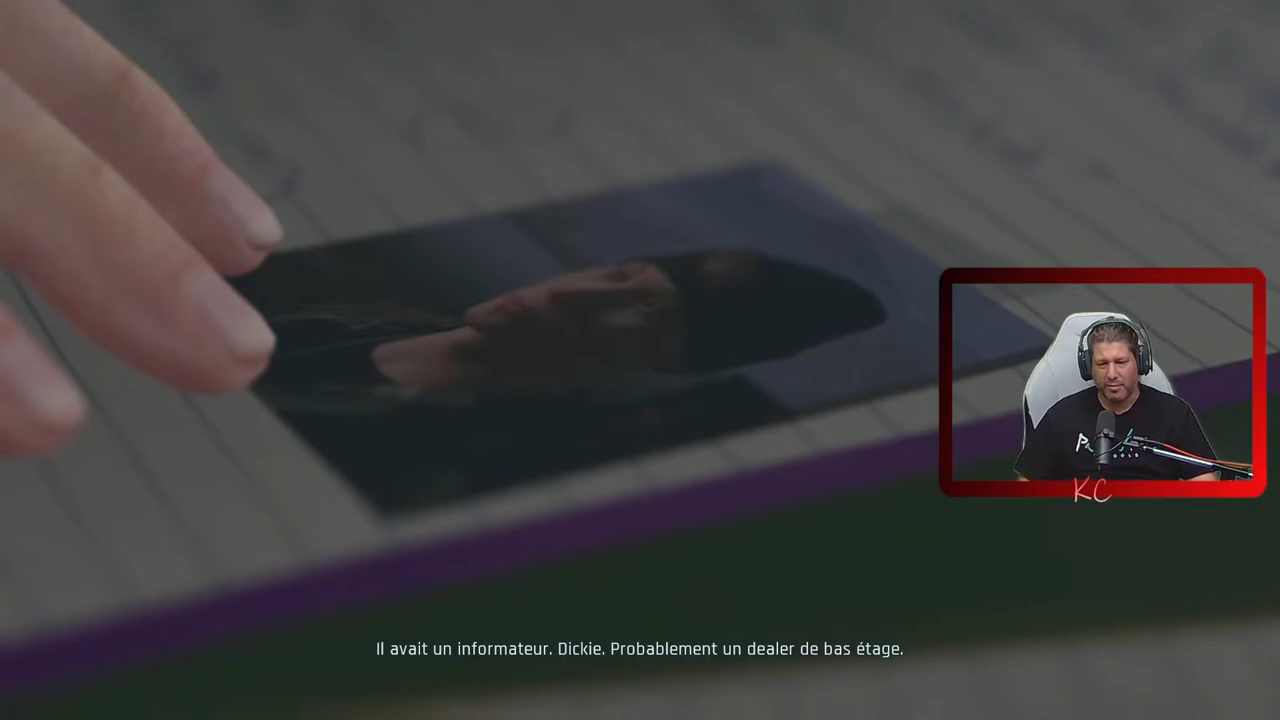 KC
Il avait un informateur. Dickie. Probablement un dealer de bas étage.